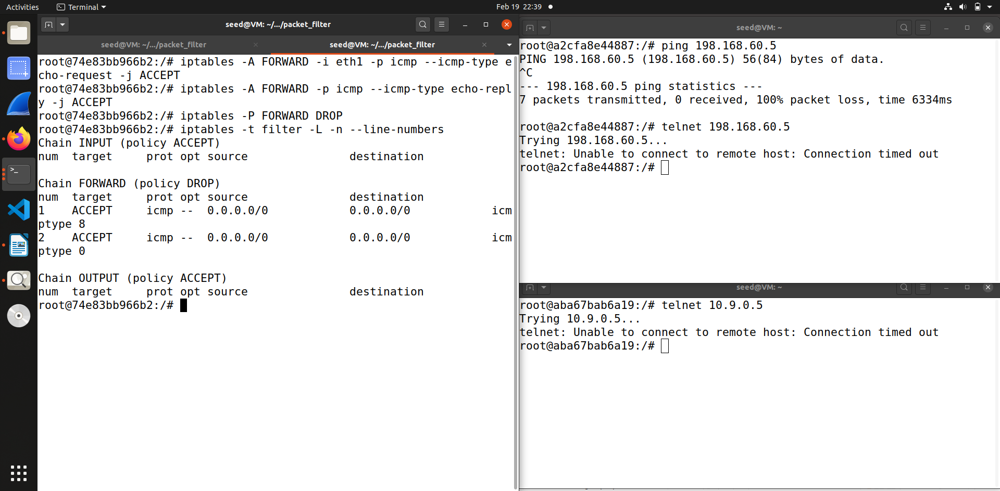 Activities
Terminal
Feb 19 22:39
seed@VM: ~/.../packet_filter
seed@VM: ~/.../packet_filter
seed@VM: ~/.../packet_filter
root@74e83bb966b2:/# iptables -A FORWARD -i eth1 -p icmp --icmp-type e
cho-request -j ACCEPT
root@74e83bb966b2:/# iptables -A FORWARD -p icmp --icmp-type echo-repl
y -j ACCEPT
root@74e83bb966b2:/# iptables -P FORWARD DROP
root@74e83bb966b2:/# iptables -t filter -L -n --line-numbers
Chain INPUT (policy ACCEPT)
num  target     prot opt source               destination
Chain FORWARD (policy DROP)
num  target     prot opt source               destination
1    ACCEPT     icmp --  0.0.0.0/0            0.0.0.0/0            icm
ptype 8
2    ACCEPT     icmp --  0.0.0.0/0            0.0.0.0/0            icm
ptype 0
Chain OUTPUT (policy ACCEPT)
num  target     prot opt source               destination
root@74e83bb966b2:/#
seed@VM: ~
root@a2cfa8e44887:/# ping 198.168.60.5
PING 198.168.60.5 (198.168.60.5) 56(84) bytes of data.
^C
--- 198.168.60.5 ping statistics ---
7 packets transmitted, 0 received, 100% packet loss, time 6334ms
root@a2cfa8e44887:/# telnet 198.168.60.5
Trying 198.168.60.5...
telnet: Unable to connect to remote host: Connection timed out
root@a2cfa8e44887:/#
seed@VM: ~
root@aba67bab6a19:/# telnet 10.9.0.5
Trying 10.9.0.5...
telnet: Unable to connect to remote host: Connection timed out
root@aba67bab6a19:/#